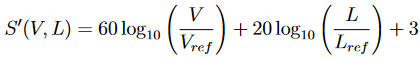 S′(V, L) = 60 log₁₀ (V / V_ref) + 20 log₁₀ (L / L_ref) + 3